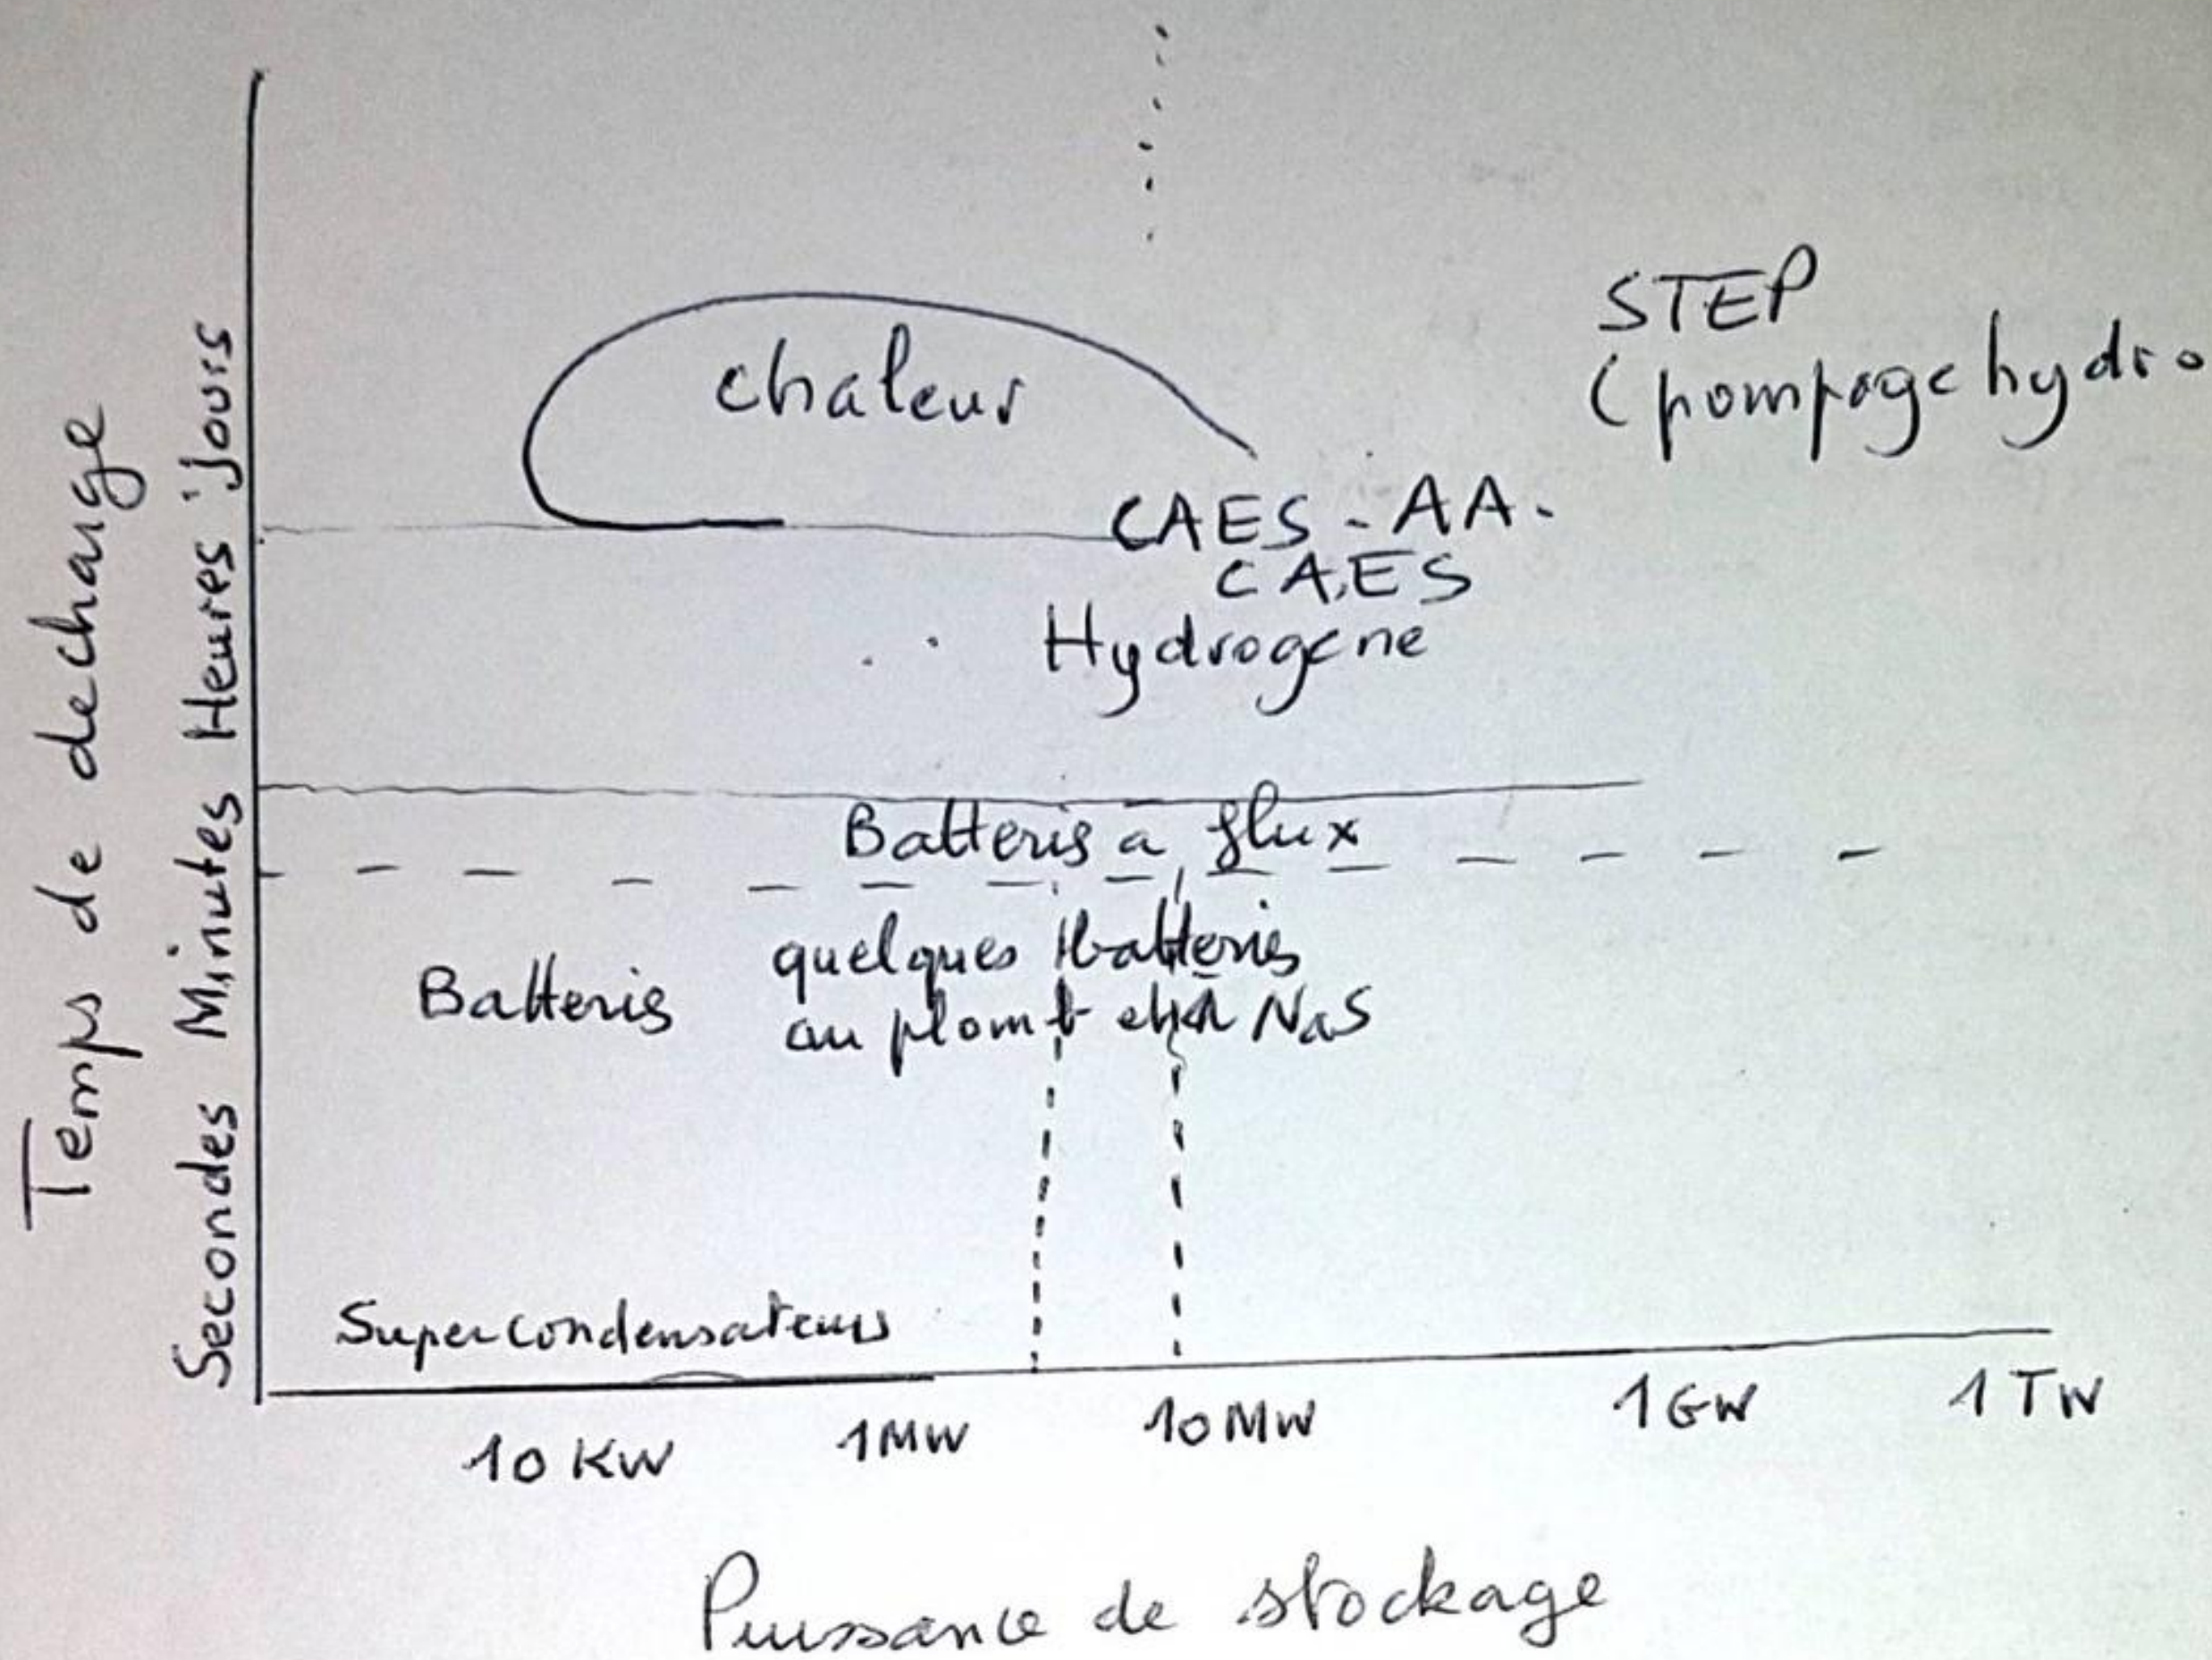 Temps de decharge
Secondes Minutes Heures jours
chaleur
STEP
(pompage hydro
CAES - AA.
CAES
Hydrogene
Batteris a flux
quelques batteris
au plomb et à NaS
Batteris
Supercondensateurs
10 KW 1MW 10MW 1GW 1TW
Puissance de stockage